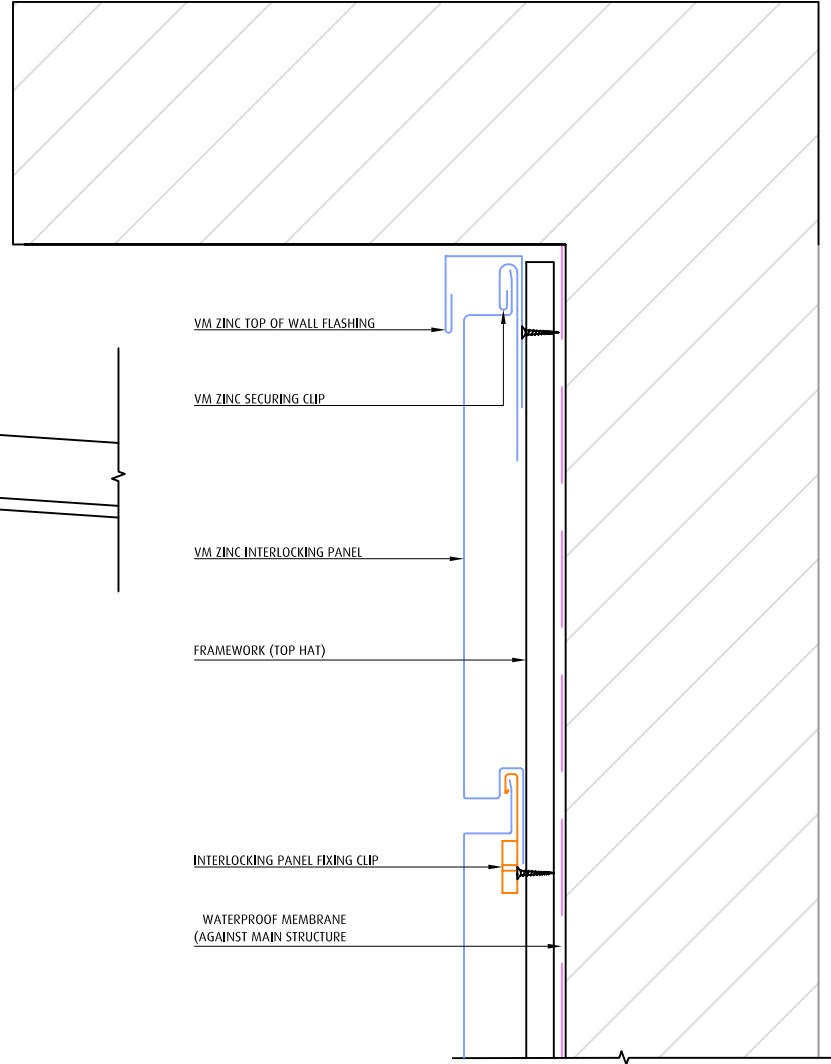 VM ZINC TOP OF WALL FLASHING
VM ZINC SECURING CLIP
VM ZINC INTERLOCKING PANEL
FRAMEWORK (TOP HAT)
INTERLOCKING PANEL FIXING CLIP
WATERPROOF MEMBRANE
(AGAINST MAIN STRUCTURE